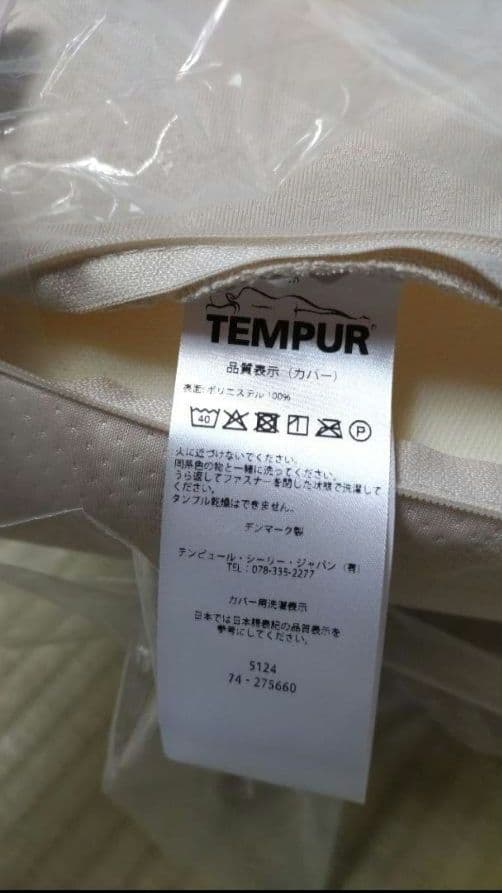 TEMPUR®
品質表示（カバー）
表面: ポリエステル 100%
40 P
火に近づけないでください。
同系色の物と一緒に洗ってください。
うら返してファスナーを閉じた状態で洗濯して
ください。
タンブル乾燥はできません。
デンマーク製
テンピュール・シーリー・ジャパン（有）
TEL：078-335-2277
カバー用洗濯表示
日本では日本語表記の品質表示を
参考にしてください。
5124
74 - 275660